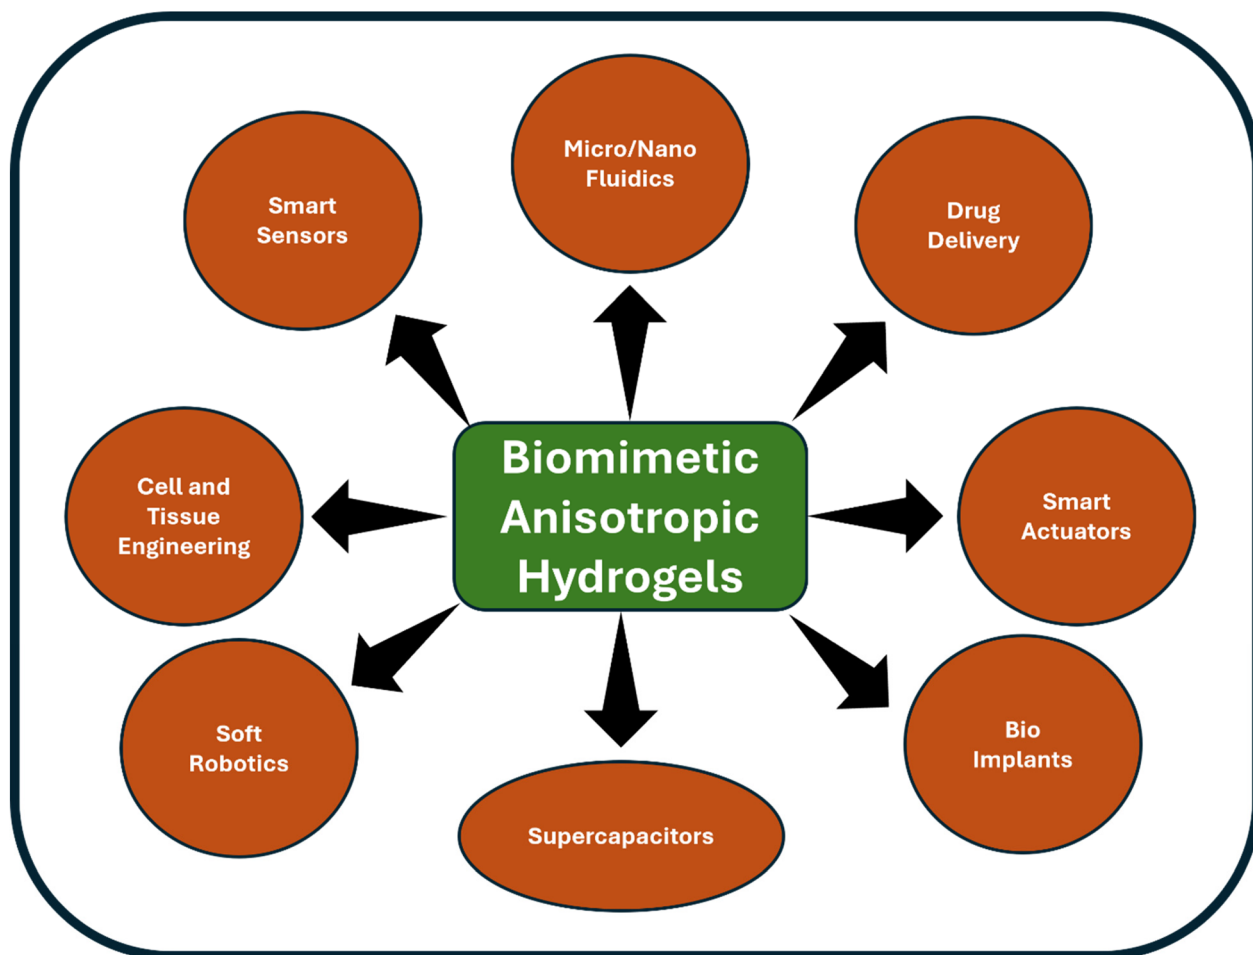 Micro/Nano
Fluidics
Smart
Sensors
Drug
Delivery
Biomimetic
Anisotropic
Hydrogels
Cell and
Tissue
Engineering
Smart
Actuators
Soft
Robotics
Bio
Implants
Supercapacitors